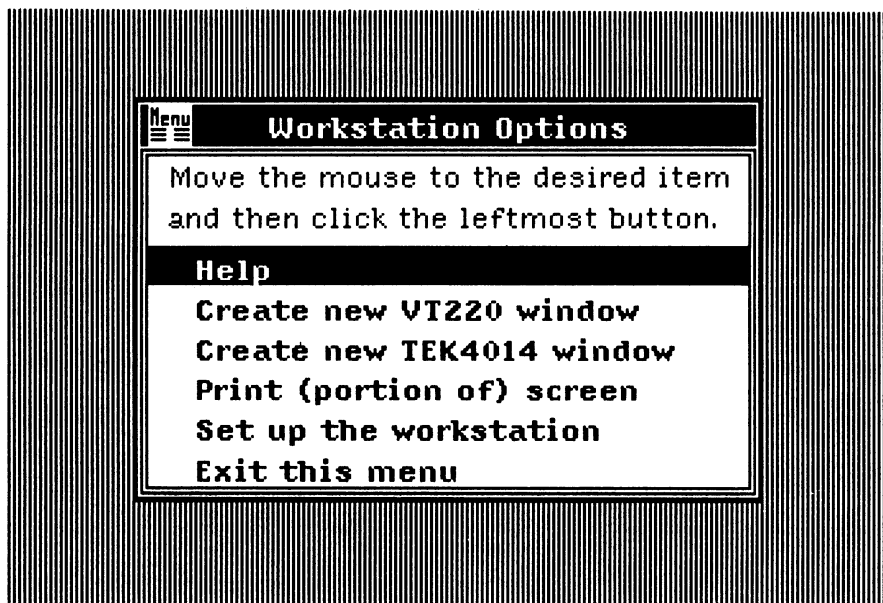 Menu
Workstation Options
Move the mouse to the desired item
and then click the leftmost button.
Help
Create new VT220 window
Create new TEK4014 window
Print (portion of) screen
Set up the workstation
Exit this menu